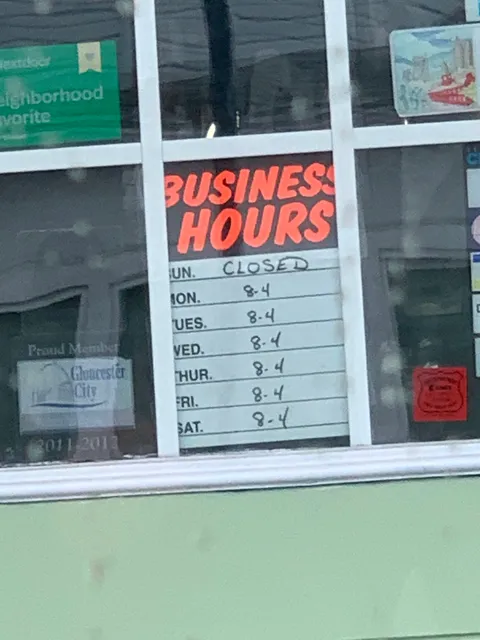 Nextdoor
eighborhood
avorite
BUSINESS
HOURS
SUN. CLOSED
MON. 8-4
TUES. 8-4
WED. 8-4
THUR. 8-4
FRI. 8-4
SAT. 8-4
Proud Member
Gloucester
City
2011-2012